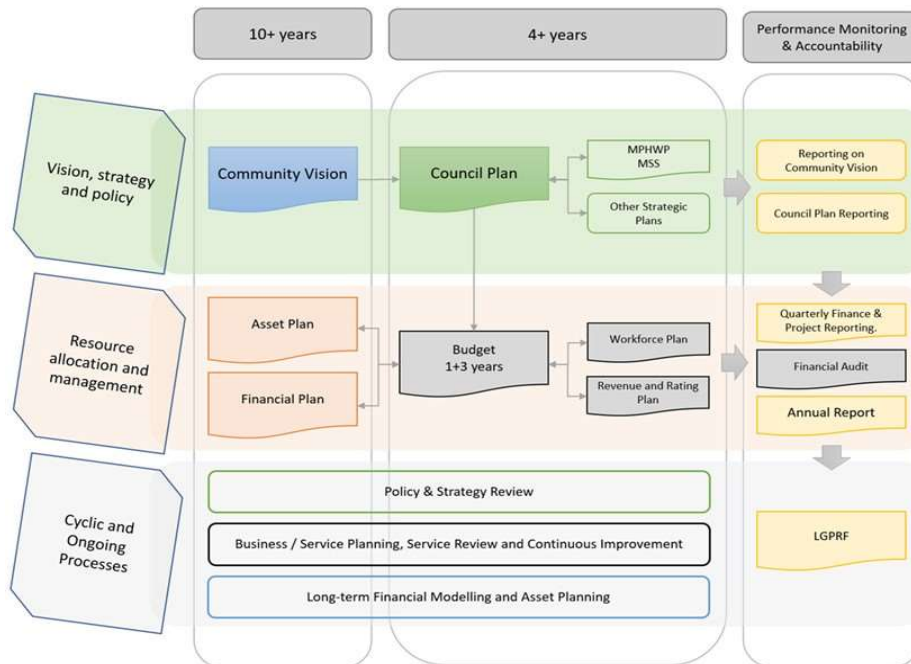 10+ years
4+ years
Performance Monitoring
& Accountability
Vision, strategy
and policy
Community Vision
Council Plan
MPHWP
MSS
Other Strategic
Plans
Reporting on
Community Vision
Council Plan Reporting
Resource
allocation and
management
Asset Plan
Financial Plan
Budget
1+3 years
Workforce Plan
Revenue and Rating
Plan
Quarterly Finance &
Project Reporting.
Financial Audit
Annual Report
Cyclic and
Ongoing
Processes
Policy & Strategy Review
Business / Service Planning, Service Review and Continuous Improvement
Long-term Financial Modelling and Asset Planning
LGPRF